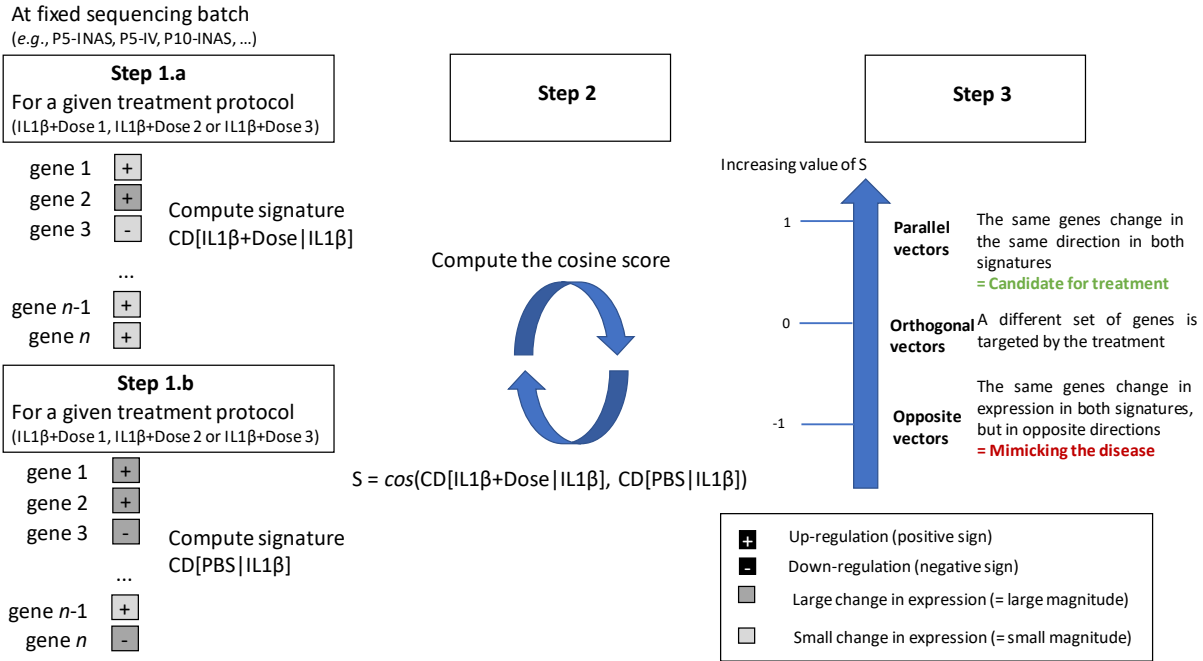 At fixed sequencing batch
(e.g., P5-INAS, P5-IV, P10-INAS, ...)
Step 1.a
For a given treatment protocol
(IL1β+Dose 1, IL1β+Dose 2 or IL1β+Dose 3)
gene 1 +
gene 2 +
gene 3 -
Compute signature
CD[IL1β+Dose|IL1β]
...
gene n-1 +
gene n +
Step 1.b
For a given treatment protocol
(IL1β+Dose 1, IL1β+Dose 2 or IL1β+Dose 3)
gene 1 +
gene 2 +
gene 3 -
Compute signature
CD[PBS|IL1β]
...
gene n-1 +
gene n -
Step 2
Compute the cosine score
S = cos(CD[IL1β+Dose|IL1β], CD[PBS|IL1β])
Step 3
Increasing value of S
1
Parallel
vectors
The same genes change in
the same direction in both
signatures
= Candidate for treatment
0
Orthogonal
vectors
A different set of genes is
targeted by the treatment
-1
Opposite
vectors
The same genes change in
expression in both signatures,
but in opposite directions
= Mimicking the disease
+ Up-regulation (positive sign)
- Down-regulation (negative sign)
Large change in expression (= large magnitude)
Small change in expression (= small magnitude)